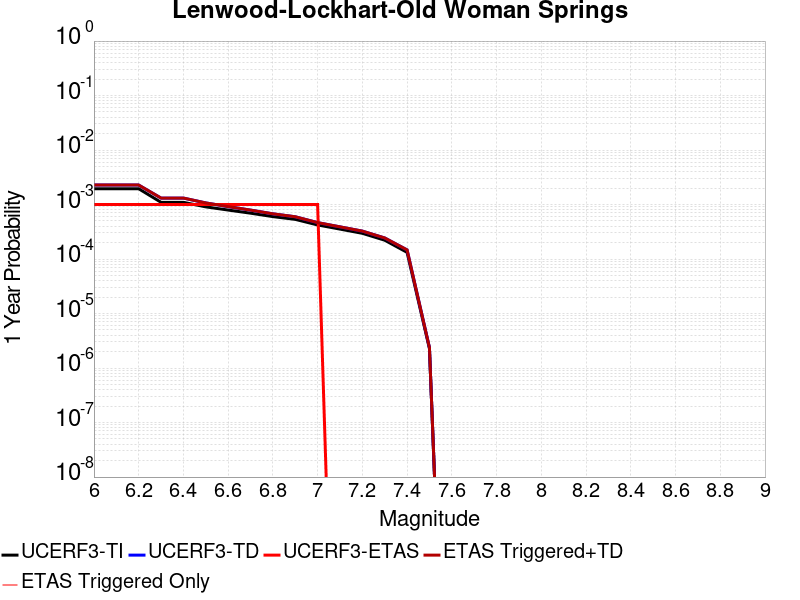 Lenwood-Lockhart-Old Woman Springs
10^0
10^-1
10^-2
10^-3
10^-4
10^-5
10^-6
10^-7
10^-8
1 Year Probability
6 6.2 6.4 6.6 6.8 7 7.2 7.4 7.6 7.8 8 8.2 8.4 8.6 8.8 9
Magnitude
UCERF3-TI UCERF3-TD UCERF3-ETAS ETAS Triggered+TD
ETAS Triggered Only